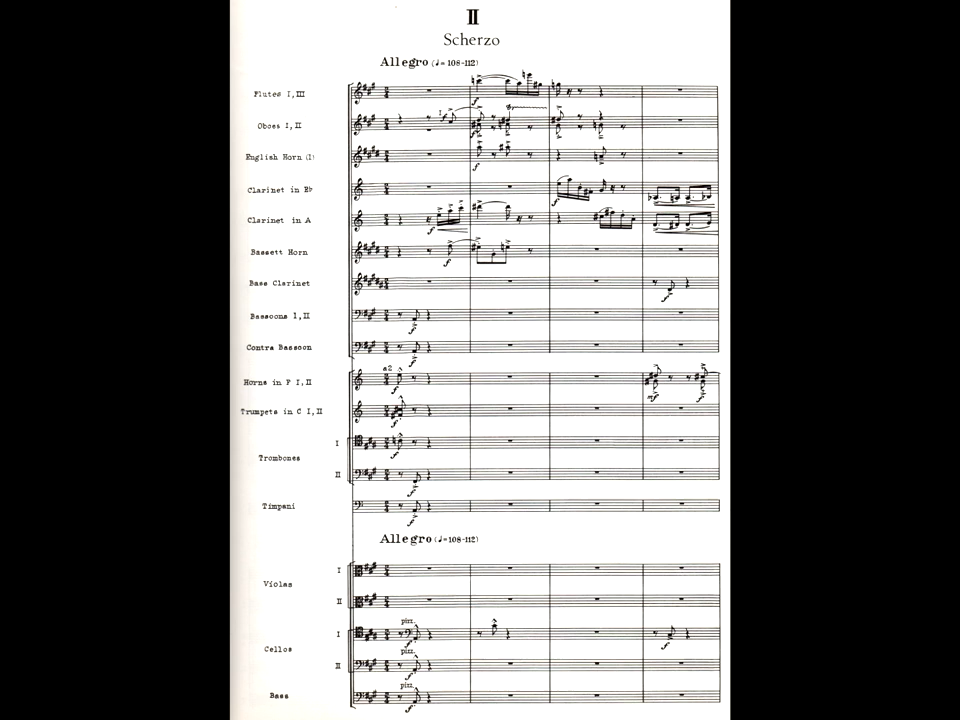 II
Scherzo
Allegro (♩= 108-112)
Flutes I, III
Oboes I, II
English Horn (I)
Clarinet in B♭
Clarinet in A
Bassett Horn
Bass Clarinet
Bassoons I, II
Contra Bassoon
a2
Horns in F I, II
Trumpets in C I, II
I
Trombones
II
Timpani
Allegro (♩= 108-112)
I
Violas
II
pizz.
I
Cellos
pizz.
II
pizz.
Bass